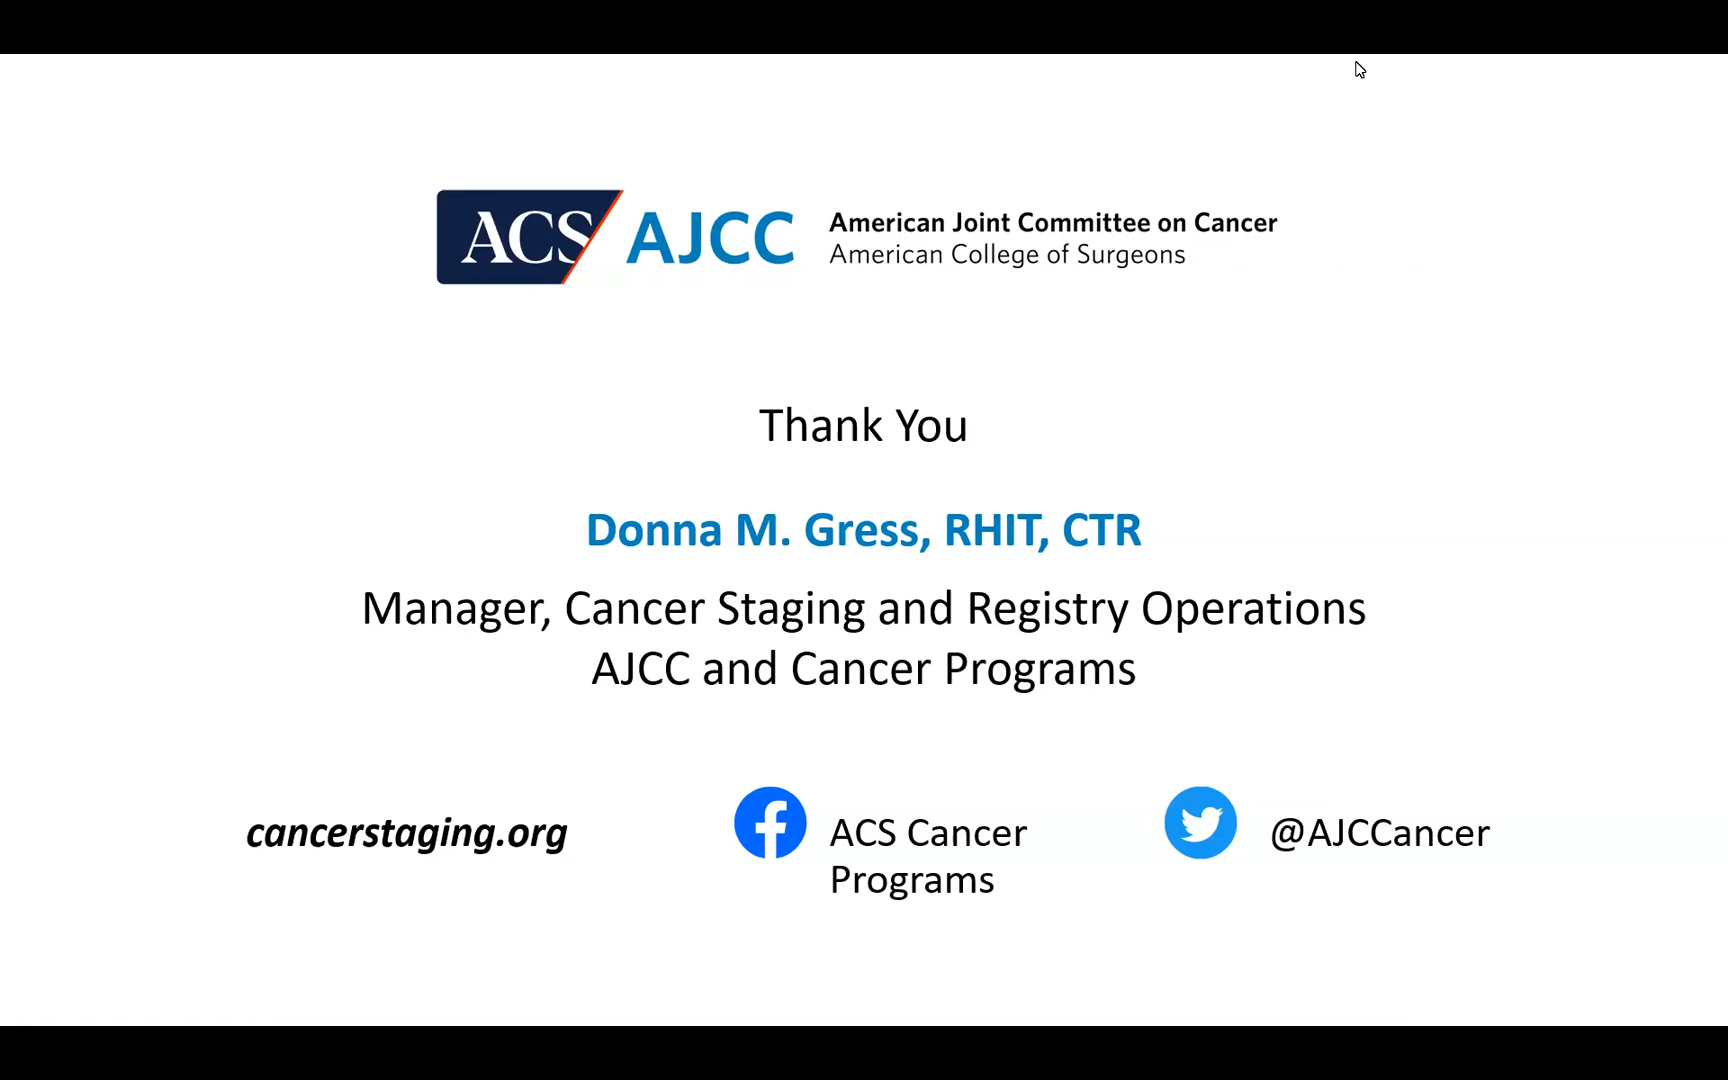 ACS AJCC American Joint Committee on Cancer
American College of Surgeons
Thank You
Donna M. Gress, RHIT, CTR
Manager, Cancer Staging and Registry Operations
AJCC and Cancer Programs
cancerstaging.org
ACS Cancer
Programs
@AJCCancer